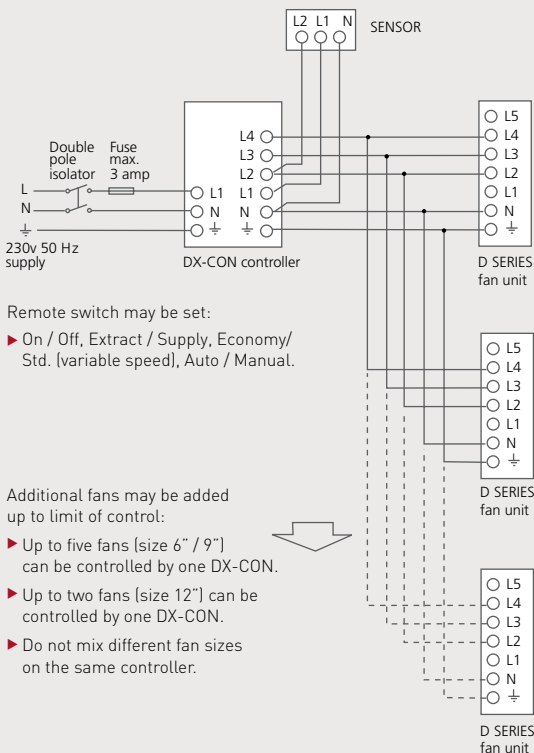 L2 L1 N
SENSOR
L4
L3
L2
L1
N
⏚
L1
N
⏚
Double
pole
isolator
Fuse
max.
3 amp
L
N
⏚
230v 50 Hz
supply
DX-CON controller
L5
L4
L3
L2
L1
N
⏚
D SERIES
fan unit
Remote switch may be set:
▶ On / Off, Extract / Supply, Economy/
Std. (variable speed), Auto / Manual.
L5
L4
L3
L2
L1
N
⏚
D SERIES
fan unit
Additional fans may be added
up to limit of control:
▶ Up to five fans (size 6” / 9”)
can be controlled by one DX-CON.
▶ Up to two fans (size 12”) can be
controlled by one DX-CON.
▶ Do not mix different fan sizes
on the same controller.
L5
L4
L3
L2
L1
N
⏚
D SERIES
fan unit